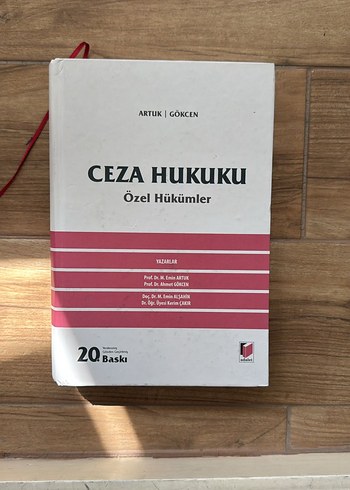 ARTUK | GÖKCEN
CEZA HUKUKU
Özel Hükümler
YAZARLAR
Prof. Dr. M. Emin ARTUK
Prof. Dr. Ahmet GÖKCEN
Doç. Dr. M. Emin ALŞAHİN
Dr. Öğr. Üyesi Kerim ÇAKIR
20. Baskı
adalet